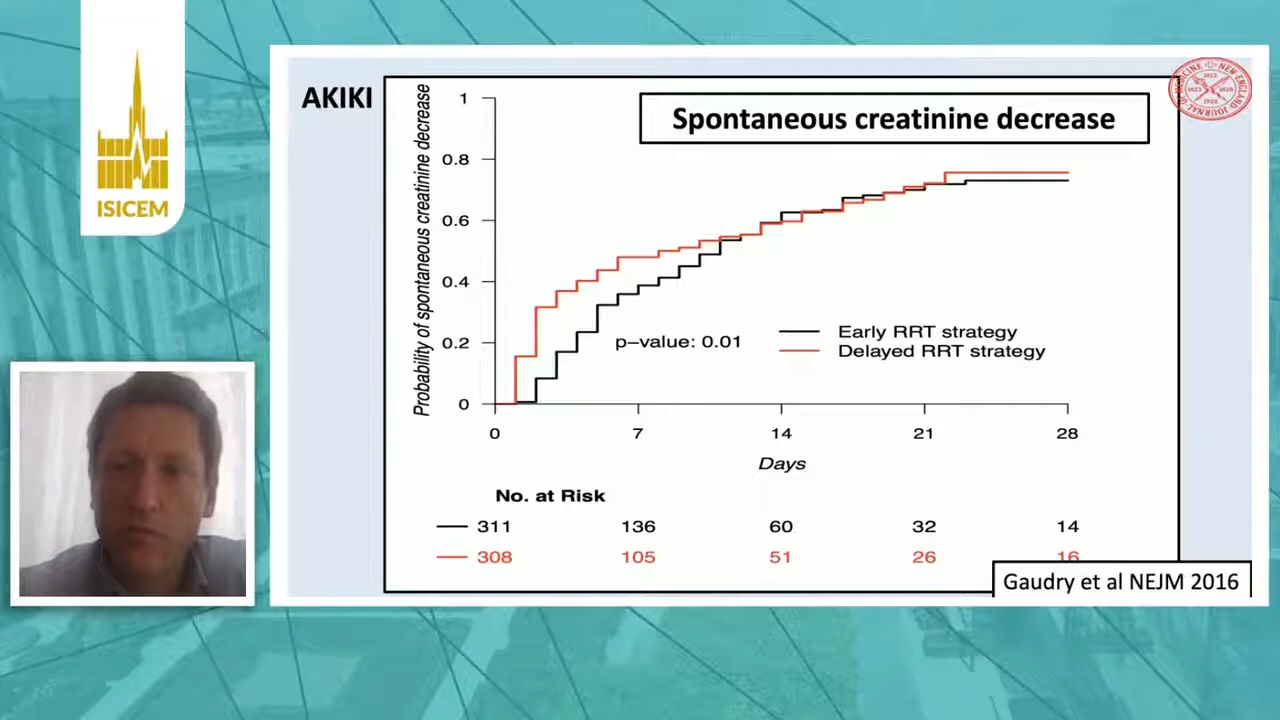 ISICEM
AKIKI
Spontaneous creatinine decrease
Probability of spontaneous creatinine decrease
1
0.8
0.6
0.4
0.2
0
p-value: 0.01
Early RRT strategy
Delayed RRT strategy
0 7 14 21 28
Days
No. at Risk
311 136 60 32 14
308 105 51 26 16
Gaudry et al NEJM 2016